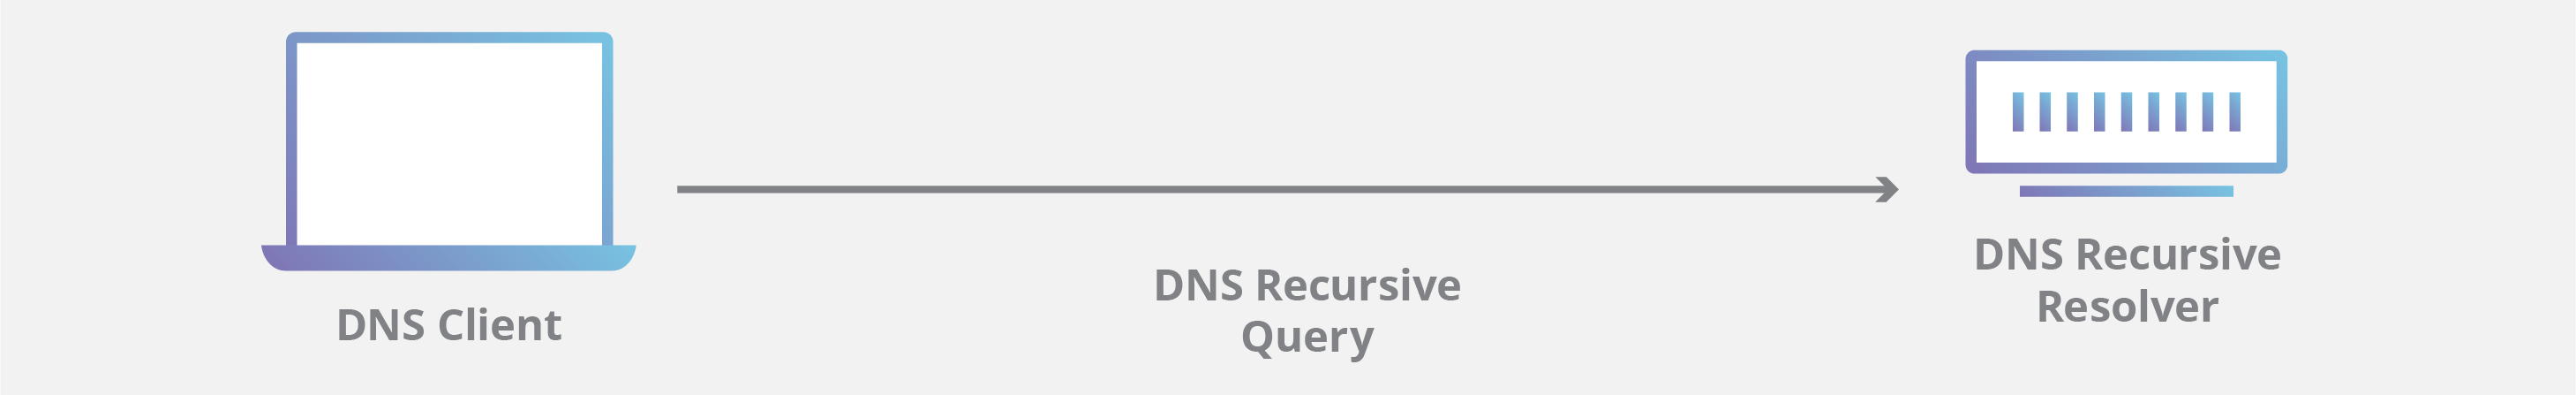 DNS Client
DNS Recursive
Query
DNS Recursive
Resolver